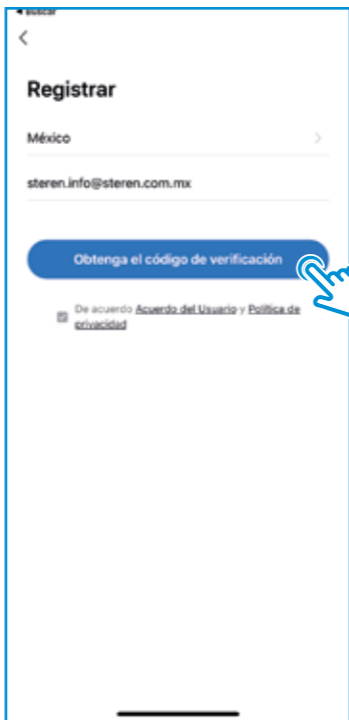 ◀ Buscar
Registrar
México
steren.info@steren.com.mx
Obtenga el código de verificación
De acuerdo Acuerdo del Usuario y Política de
privacidad